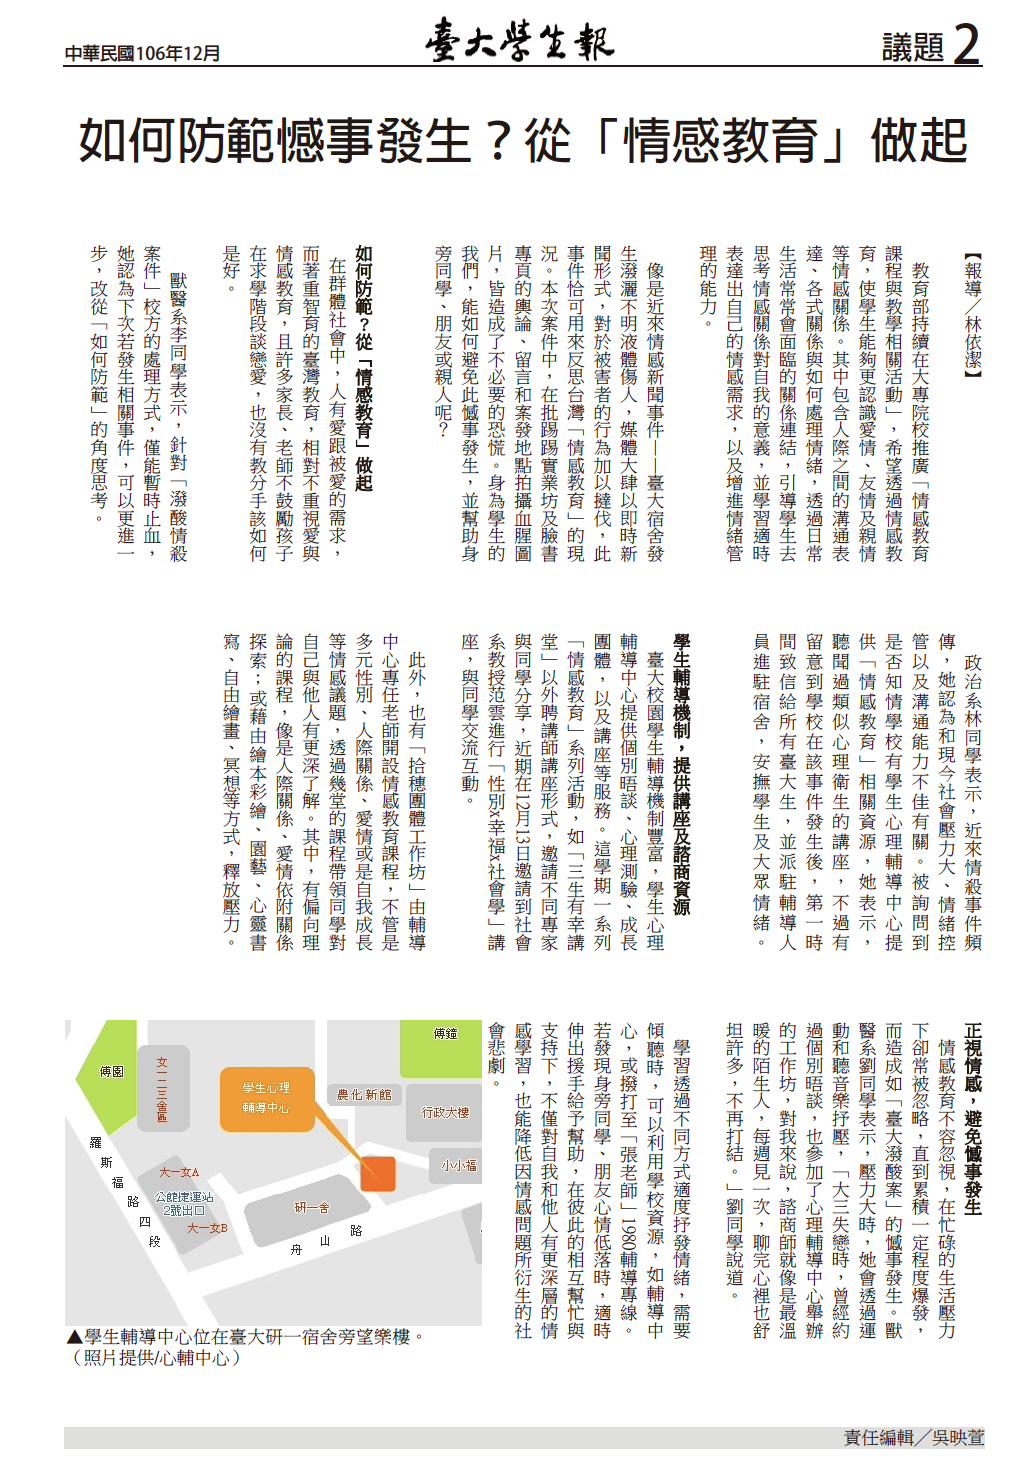 中華民國106年12月
臺大學生報
議題 2
如何防範憾事發生？從「情感教育」做起
【報導／林依潔】
教育部持續在大專院校推廣「情感教育
課程與教學相關活動」，希望透過情感教
育，使學生能夠更認識愛情、友情及親情
等情感關係。其中包含人際之間的溝通表
達、各式關係與如何處理情緒，透過日常
生活常常會面臨的關係連結，引導學生去
思考情感關係對自我的意義，並學習適時
表達出自己的情感需求，以及增進情緒管
理的能力。
像是近來情感新聞事件——臺大宿舍發
生潑灑不明液體傷人，媒體大肆以即時新
聞形式，對於被害者的行為加以撻伐，此
事件恰可用來反思台灣「情感教育」的現
況。本次案件中，在批踢踢實業坊及臉書
專頁的輿論、留言和案發地點拍攝血腥圖
片，皆造成了不必要的恐慌。身為學生的
我們，能如何避免此憾事發生，並幫助身
旁同學、朋友或親人呢？
如何防範？從「情感教育」做起
在群體社會中，人有愛跟被愛的需求，
而著重智育的臺灣教育，相對不重視愛與
情感教育，且許多家長、老師不鼓勵孩子
在求學階段談戀愛，也沒有教分手該如何
是好。
獸醫系李同學表示，針對「潑酸情殺
案件」校方的處理方式，僅能暫時止血，
她認為下次若發生相關事件，可以更進一
步，改從「如何防範」的角度思考。
政治系林同學表示，近來情殺事件頻
傳，她認為和現今社會壓力大、情緒控
管以及溝通能力不佳有關。被詢問到
是否知情學校有學生心理輔導中心提
供「情感教育」相關資源，她表示，
聽聞過類似心理衛生的講座，不過有
留意到學校在該事件發生後，第一時
間致信給所有臺大生，並派駐輔導人
員進駐宿舍，安撫學生及大眾情緒。
學生輔導機制，提供講座及諮商資源
臺大校園學生輔導機制豐富，學生心理
輔導中心提供個別晤談、心理測驗、成長
團體，以及講座等服務。這學期一系列
「情感教育」系列活動，如「三生有幸講
堂」以外聘講師講座形式，邀請不同專家
與同學分享，近期在12月13日邀請到社會
系教授范雲進行「性別x幸福x社會學」講
座，與同學交流互動。
此外，也有「拾穗團體工作坊」由輔導
中心專任老師開設情感教育課程，不管是
多元性別、人際關係、愛情或是自我成長
等情感議題，透過幾堂的課程帶領同學對
自己與他人有更深了解。其中，有偏向理
論的課程，像是人際關係、愛情依附關係
探索；或藉由繪本彩繪、園藝、心靈書
寫、自由繪畫、冥想等方式，釋放壓力。
正視情感，避免憾事發生
情感教育不容忽視，在忙碌的生活壓力
下卻常被忽略，直到累積一定程度爆發，
而造成如「臺大潑酸案」的憾事發生。獸
醫系劉同學表示，壓力大時，她會透過運
動和聽音樂抒壓，「大三失戀時，曾經約
過個別晤談，也參加了心理輔導中心舉辦
的工作坊，對我來說，諮商師就像是最溫
暖的陌生人，每週見一次，聊完心裡也舒
坦許多，不再打結。」劉同學說道。
學習透過不同方式適度抒發情緒，需要
傾聽時，可以利用學校資源，如輔導中
心，或撥打至「張老師」1980輔導專線。
若發現身旁同學、朋友心情低落時，適時
伸出援手給予幫助，在彼此的相互幫忙與
支持下，不僅對自我和他人有更深層的情
感學習，也能降低因情感問題所衍生的社
會悲劇。
傅鐘
傅園
女一二三舍區
學生心理
輔導中心
農化新館
行政大樓
小小福
大一女A
公館捷運站
2號出口
大一女B
研一舍
羅斯福路四段
舟山路
▲學生輔導中心位在臺大研一宿舍旁望樂樓。
（照片提供/心輔中心）
責任編輯／吳映萱